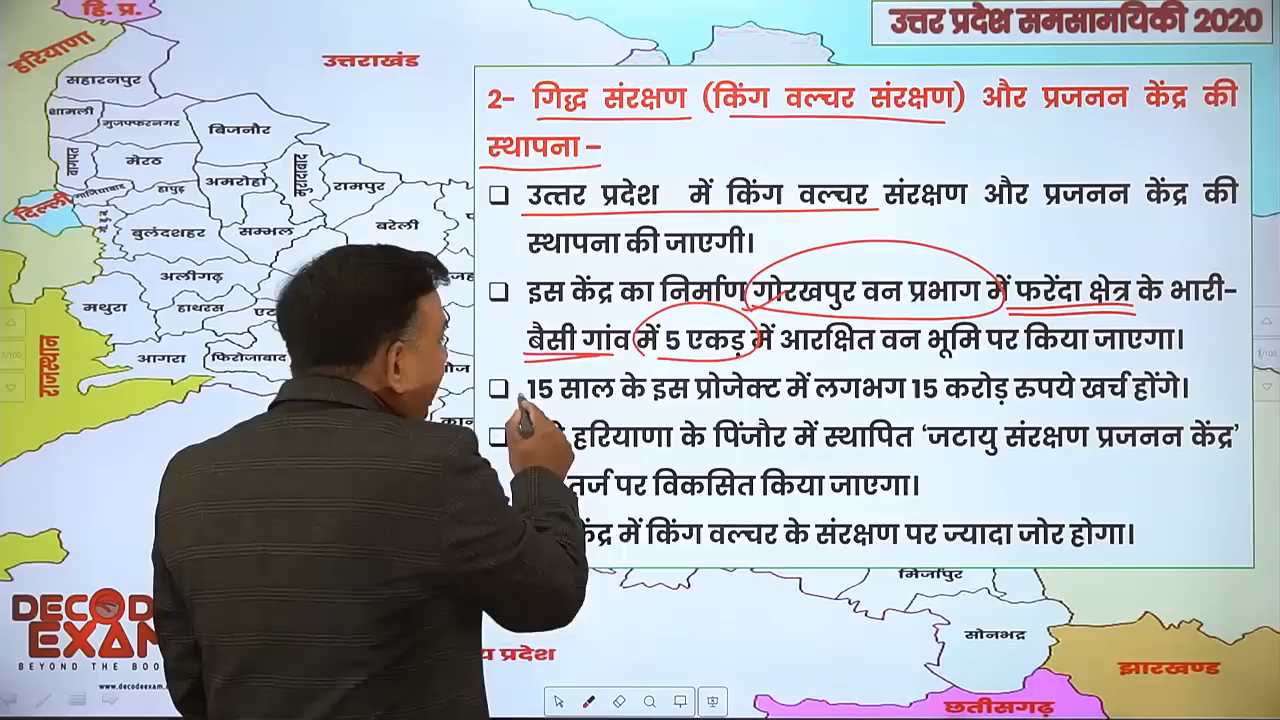 उत्तर प्रदेश समसामयिकी 2020
हि. प्र.
हरियाणा
उत्तराखंड
सहारनपुर
शामली
मुजफ्फरनगर
बिजनौर
बागपत
मेरठ
मुरादाबाद
अमरोहा
रामपुर
दिल्ली
गाजियाबाद
हापुड़
बुलंदशहर
सम्भल
बरेली
अलीगढ़
मथुरा
हाथरस
आगरा
फिरोजाबाद
राजस्थान
2- गिद्ध संरक्षण (किंग वल्चर संरक्षण) और प्रजनन केंद्र की
स्थापना –
उत्तर प्रदेश में किंग वल्चर संरक्षण और प्रजनन केंद्र की
स्थापना की जाएगी।
इस केंद्र का निर्माण गोरखपुर वन प्रभाग में फरेंदा क्षेत्र के भारी-
बैसी गांव में 5 एकड़ में आरक्षित वन भूमि पर किया जाएगा।
15 साल के इस प्रोजेक्ट में लगभग 15 करोड़ रुपये खर्च होंगे।
हरियाणा के पिंजौर में स्थापित ‘जटायु संरक्षण प्रजनन केंद्र’
तर्ज पर विकसित किया जाएगा।
केंद्र में किंग वल्चर के संरक्षण पर ज्यादा जोर होगा।
मिर्जापुर
सोनभद्र
प्रदेश
झारखण्ड
छतीसगढ़
DECOD
EXAM
BEYOND THE BOO
www.decodeexam.